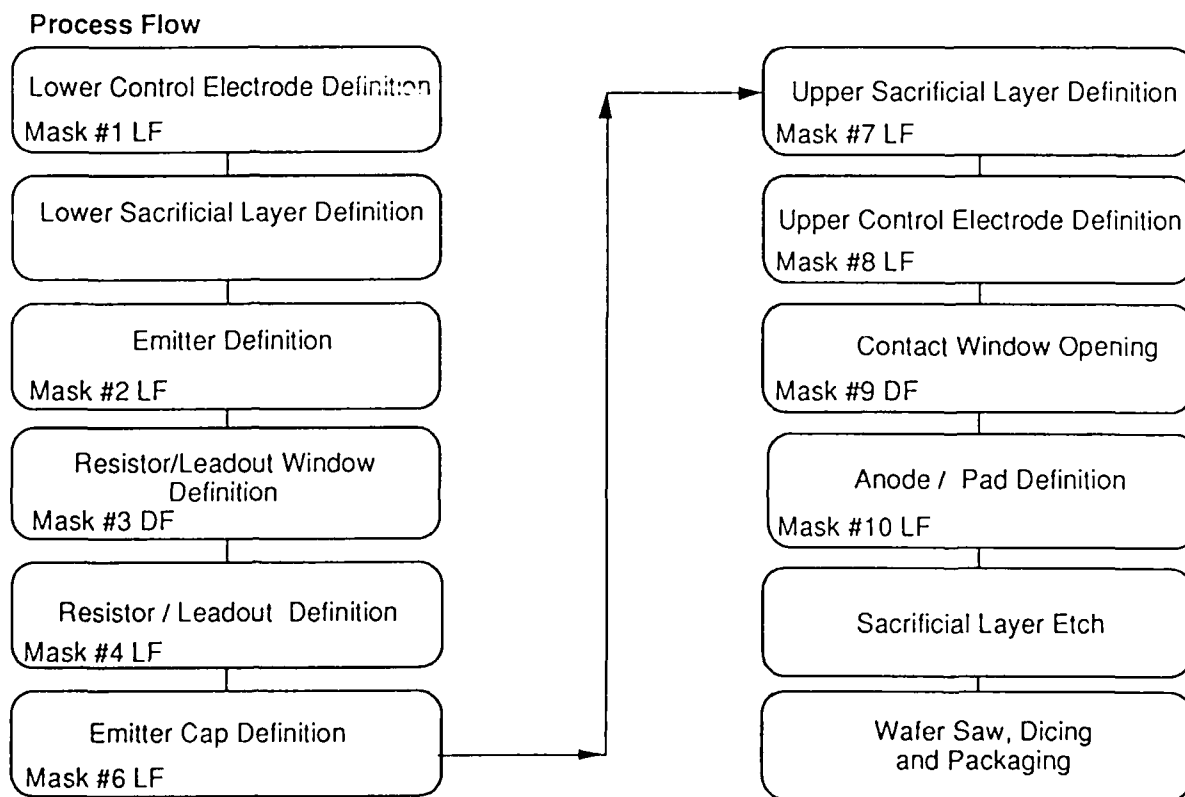 Process Flow
Lower Control Electrode Definition
Mask #1 LF
Lower Sacrificial Layer Definition
Emitter Definition
Mask #2 LF
Resistor/Leadout Window
Definition
Mask #3 DF
Resistor / Leadout Definition
Mask #4 LF
Emitter Cap Definition
Mask #6 LF
Upper Sacrificial Layer Definition
Mask #7 LF
Upper Control Electrode Definition
Mask #8 LF
Contact Window Opening
Mask #9 DF
Anode / Pad Definition
Mask #10 LF
Sacrificial Layer Etch
Wafer Saw, Dicing
and Packaging